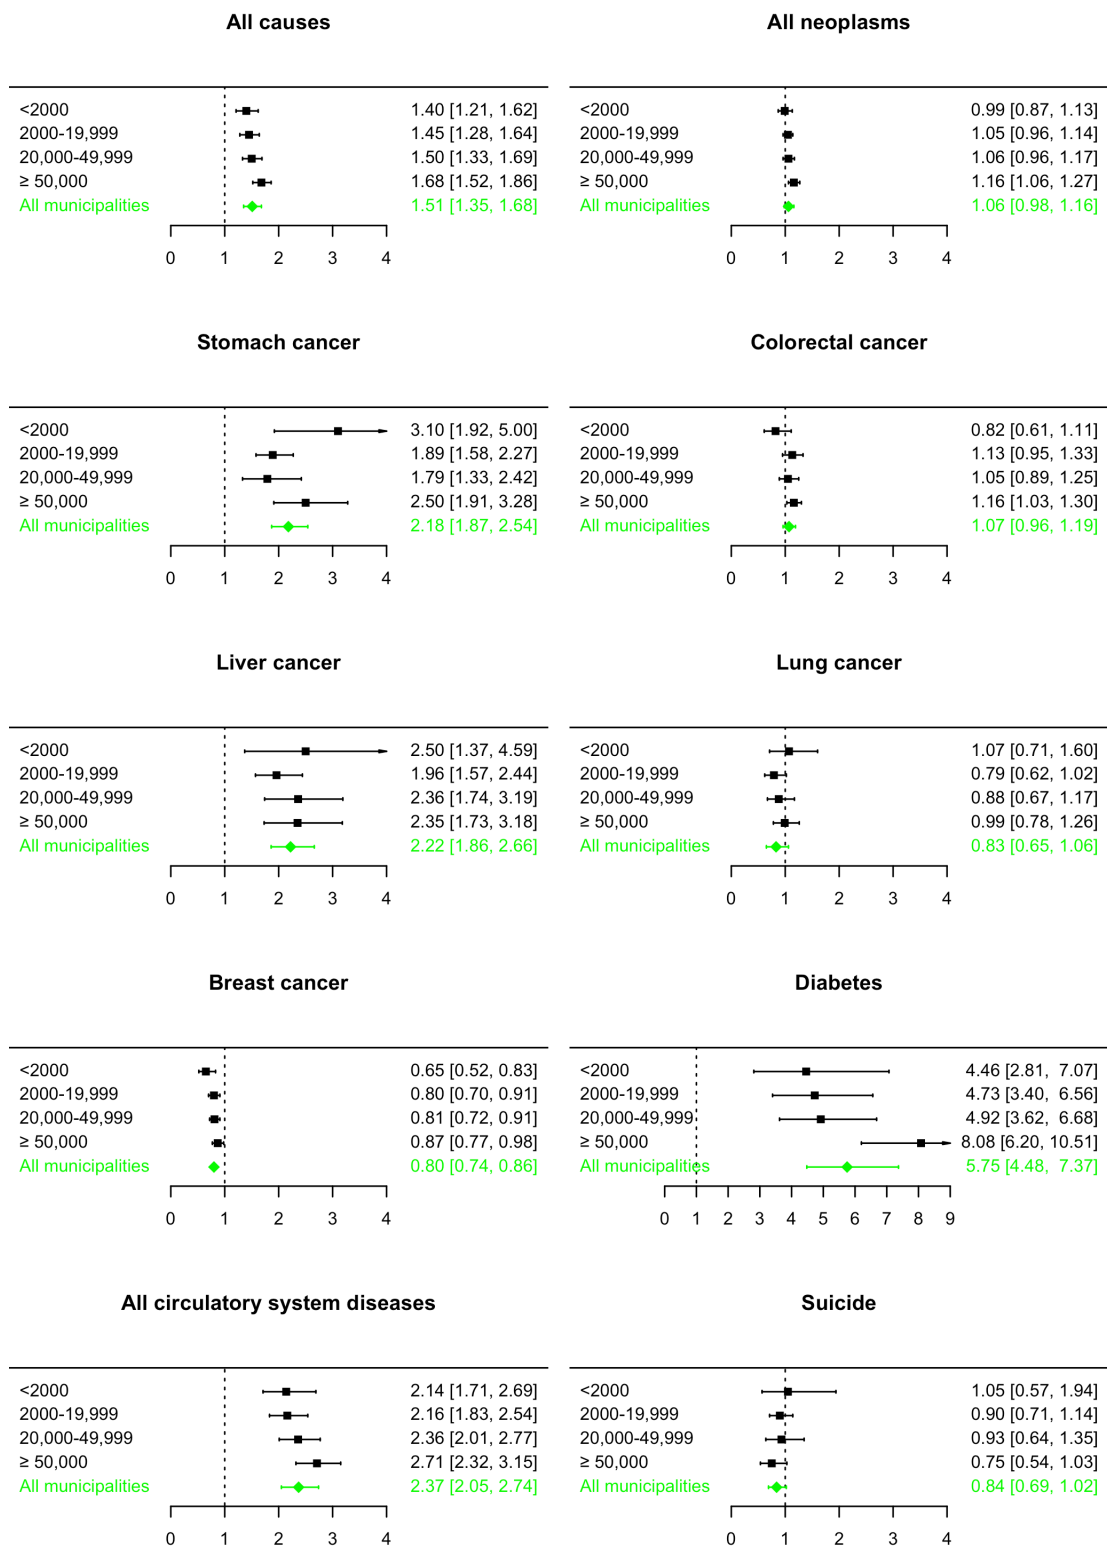 All causes
<2000 1.40 [1.21, 1.62]
2000-19,999 1.45 [1.28, 1.64]
20,000-49,999 1.50 [1.33, 1.69]
≥ 50,000 1.68 [1.52, 1.86]
All municipalities 1.51 [1.35, 1.68]
0 1 2 3 4
All neoplasms
<2000 0.99 [0.87, 1.13]
2000-19,999 1.05 [0.96, 1.14]
20,000-49,999 1.06 [0.96, 1.17]
≥ 50,000 1.16 [1.06, 1.27]
All municipalities 1.06 [0.98, 1.16]
0 1 2 3 4
Stomach cancer
<2000 3.10 [1.92, 5.00]
2000-19,999 1.89 [1.58, 2.27]
20,000-49,999 1.79 [1.33, 2.42]
≥ 50,000 2.50 [1.91, 3.28]
All municipalities 2.18 [1.87, 2.54]
0 1 2 3 4
Colorectal cancer
<2000 0.82 [0.61, 1.11]
2000-19,999 1.13 [0.95, 1.33]
20,000-49,999 1.05 [0.89, 1.25]
≥ 50,000 1.16 [1.03, 1.30]
All municipalities 1.07 [0.96, 1.19]
0 1 2 3 4
Liver cancer
<2000 2.50 [1.37, 4.59]
2000-19,999 1.96 [1.57, 2.44]
20,000-49,999 2.36 [1.74, 3.19]
≥ 50,000 2.35 [1.73, 3.18]
All municipalities 2.22 [1.86, 2.66]
0 1 2 3 4
Lung cancer
<2000 1.07 [0.71, 1.60]
2000-19,999 0.79 [0.62, 1.02]
20,000-49,999 0.88 [0.67, 1.17]
≥ 50,000 0.99 [0.78, 1.26]
All municipalities 0.83 [0.65, 1.06]
0 1 2 3 4
Breast cancer
<2000 0.65 [0.52, 0.83]
2000-19,999 0.80 [0.70, 0.91]
20,000-49,999 0.81 [0.72, 0.91]
≥ 50,000 0.87 [0.77, 0.98]
All municipalities 0.80 [0.74, 0.86]
0 1 2 3 4
Diabetes
<2000 4.46 [2.81, 7.07]
2000-19,999 4.73 [3.40, 6.56]
20,000-49,999 4.92 [3.62, 6.68]
≥ 50,000 8.08 [6.20, 10.51]
All municipalities 5.75 [4.48, 7.37]
0 1 2 3 4 5 6 7 8 9
All circulatory system diseases
<2000 2.14 [1.71, 2.69]
2000-19,999 2.16 [1.83, 2.54]
20,000-49,999 2.36 [2.01, 2.77]
≥ 50,000 2.71 [2.32, 3.15]
All municipalities 2.37 [2.05, 2.74]
0 1 2 3 4
Suicide
<2000 1.05 [0.57, 1.94]
2000-19,999 0.90 [0.71, 1.14]
20,000-49,999 0.93 [0.64, 1.35]
≥ 50,000 0.75 [0.54, 1.03]
All municipalities 0.84 [0.69, 1.02]
0 1 2 3 4